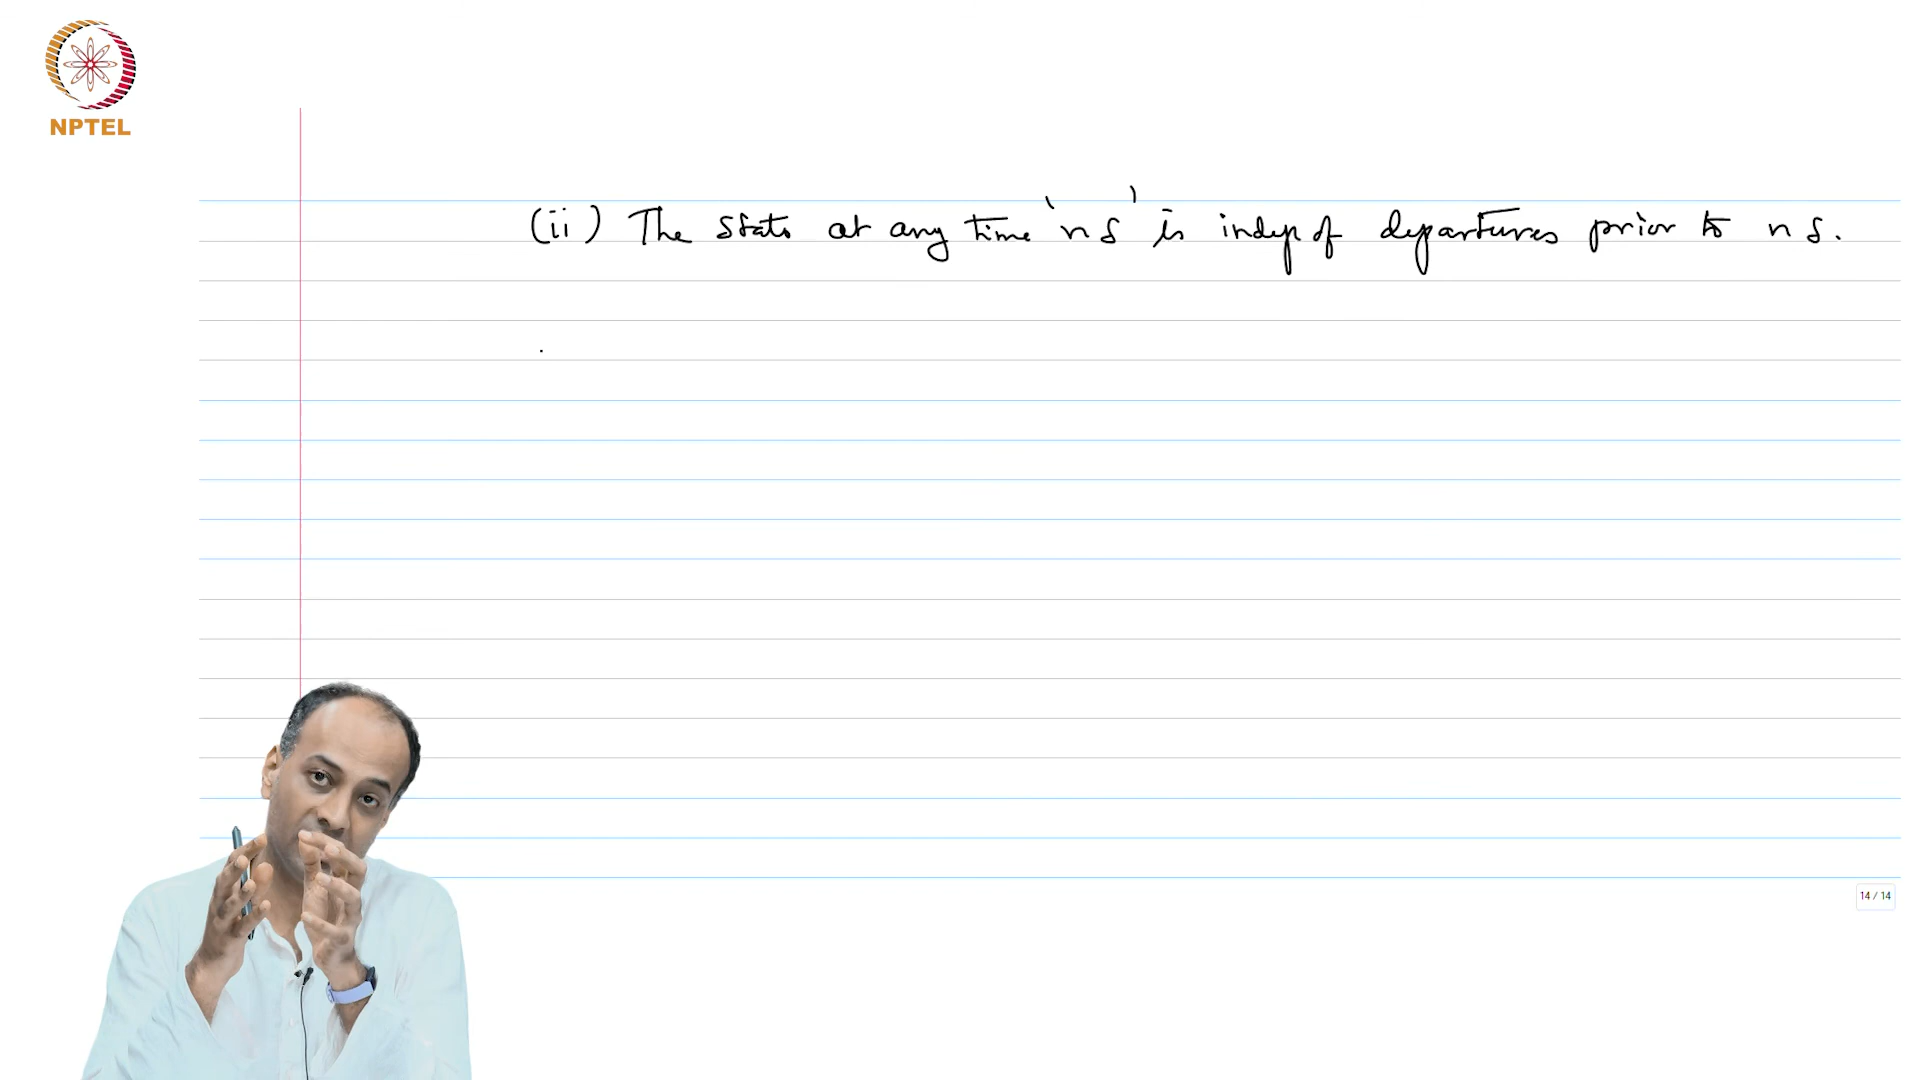 NPTEL
(ii) The state at any time 'nδ' is indep of departures prior to nδ.
14 / 14